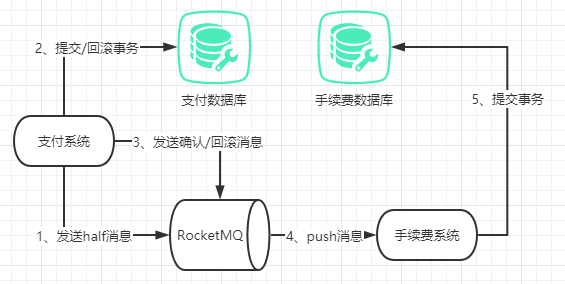 2、提交/回滚事务
支付数据库
手续费数据库
5、提交事务
支付系统
3、发送确认/回滚消息
1、发送half消息
RocketMQ
4、push消息
手续费系统